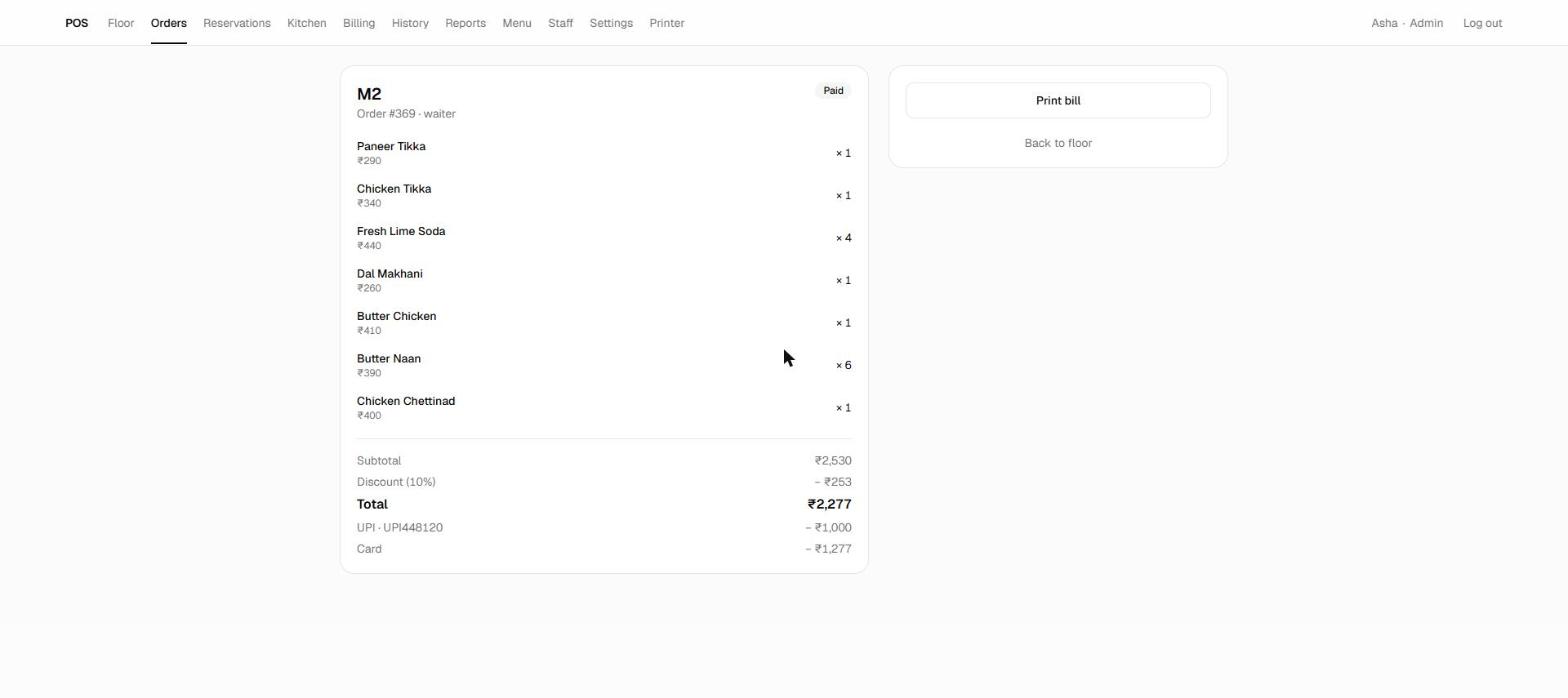 POS Floor Orders Reservations Kitchen Billing History Reports Menu Staff Settings Printer Asha · Admin Log out
M2 Paid
Order #369 · waiter
Paneer Tikka
₹290 × 1
Chicken Tikka
₹340 × 1
Fresh Lime Soda
₹440 × 4
Dal Makhani
₹260 × 1
Butter Chicken
₹410 × 1
Butter Naan
₹390 × 6
Chicken Chettinad
₹400 × 1
Subtotal ₹2,530
Discount (10%) − ₹253
Total ₹2,277
UPI · UPI448120 − ₹1,000
Card − ₹1,277
Print bill
Back to floor